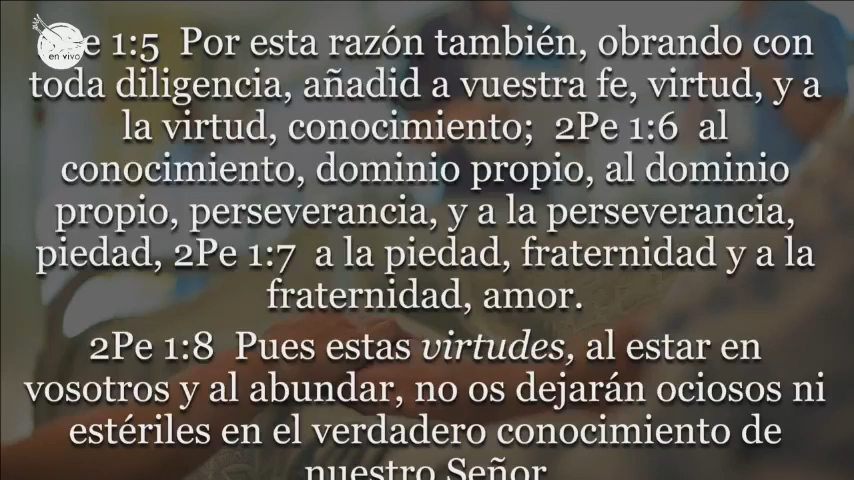 en vivo
1:5 Por esta razón también, obrando con
toda diligencia, añadid a vuestra fe, virtud, y a
la virtud, conocimiento; 2Pe 1:6 al
conocimiento, dominio propio, al dominio
propio, perseverancia, y a la perseverancia,
piedad, 2Pe 1:7 a la piedad, fraternidad y a la
fraternidad, amor.
2Pe 1:8 Pues estas virtudes, al estar en
vosotros y al abundar, no os dejarán ociosos ni
estériles en el verdadero conocimiento de
nuestro Señor